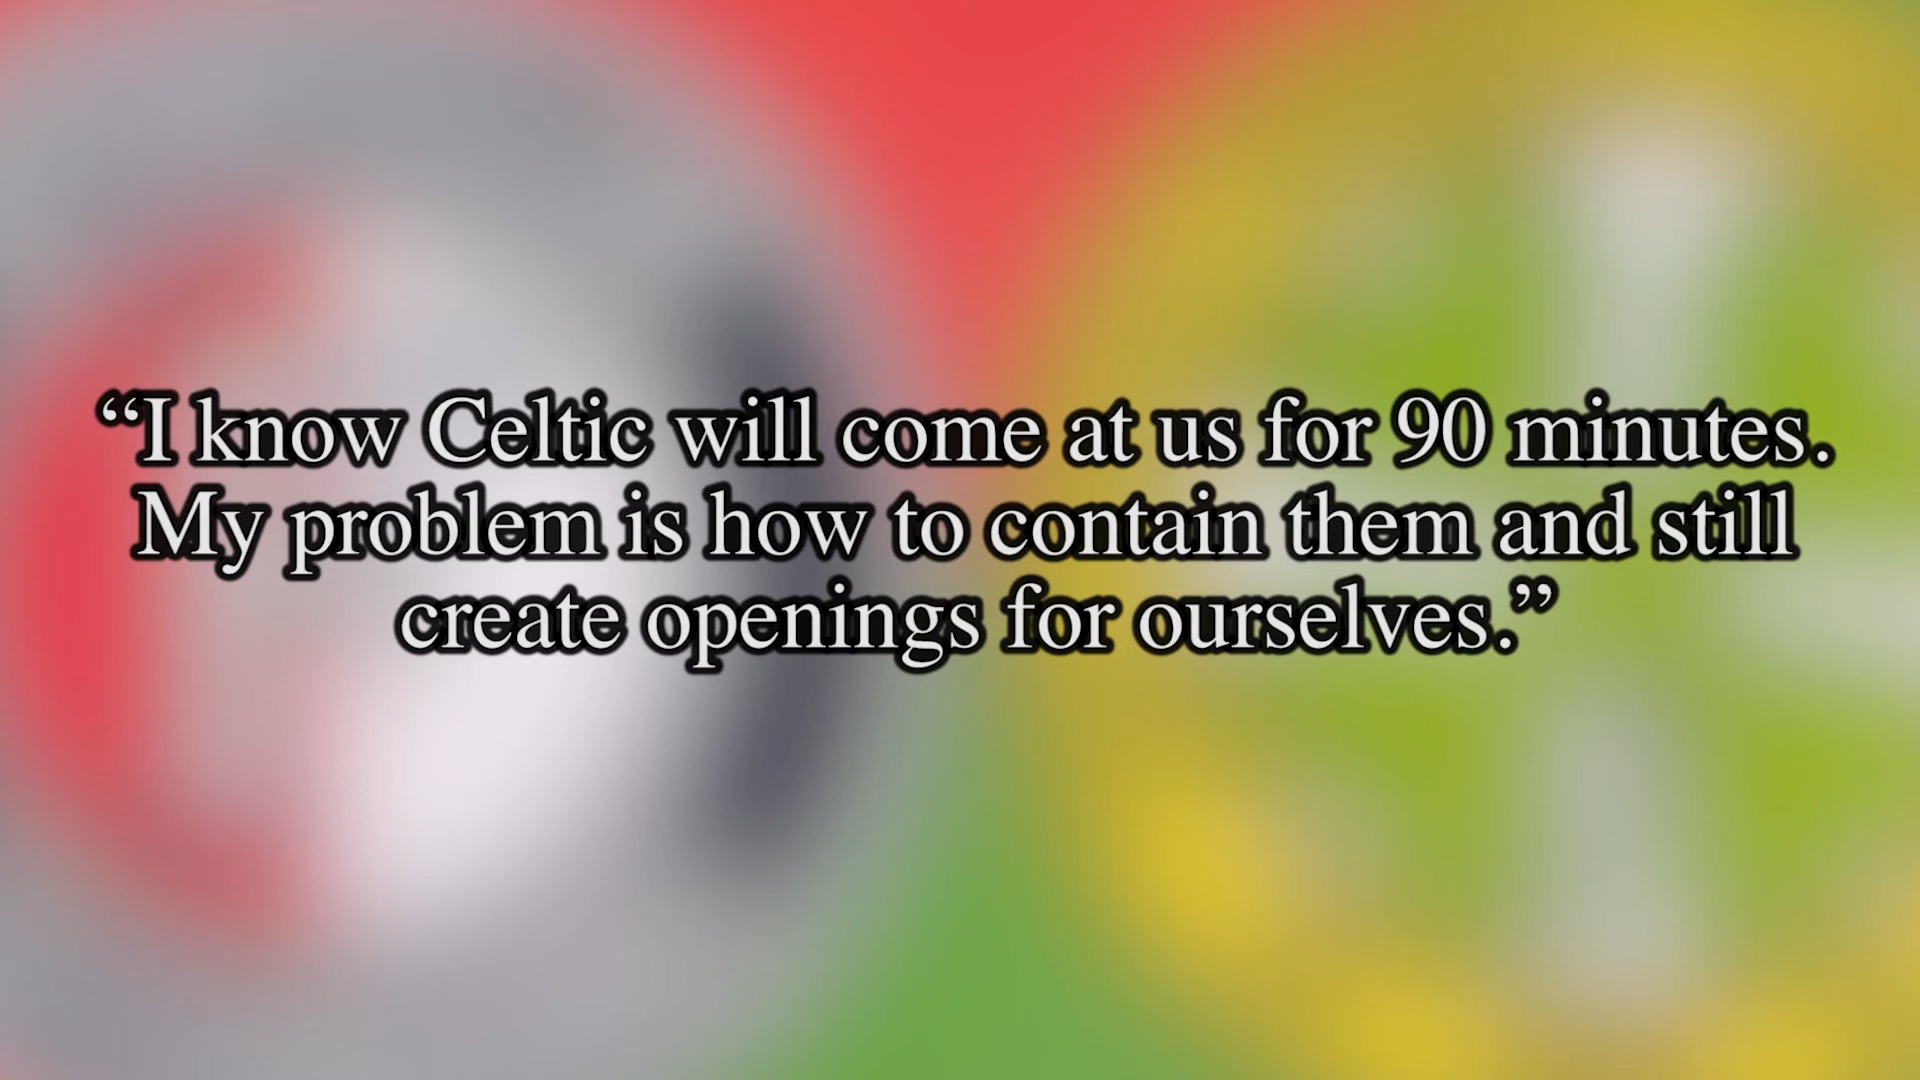 “I know Celtic will come at us for 90 minutes.
My problem is how to contain them and still
create openings for ourselves.”